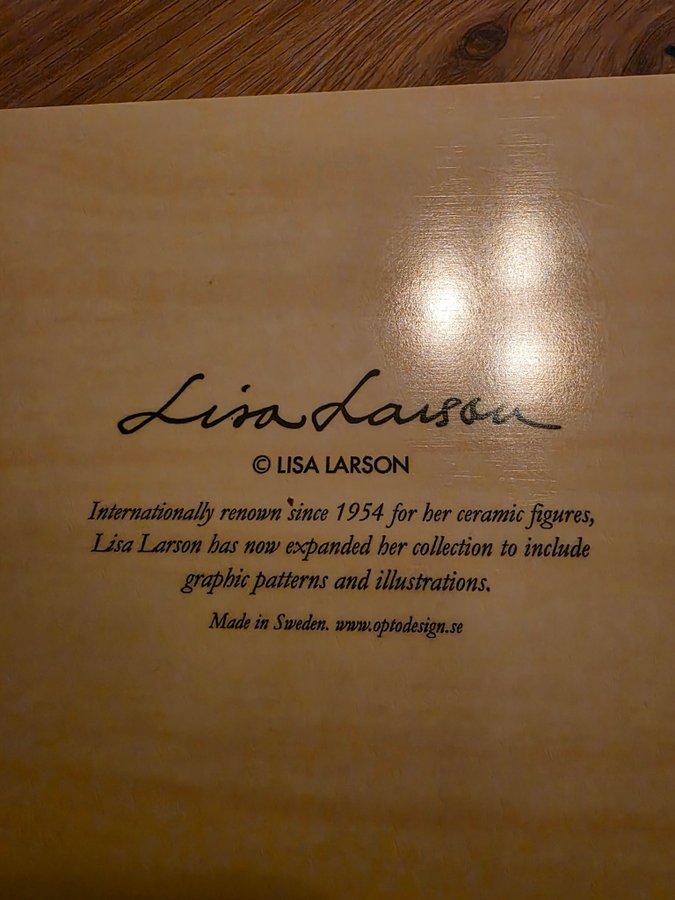 Lisa Larson
© LISA LARSON
Internationally renown since 1954 for her ceramic figures,
Lisa Larson has now expanded her collection to include
graphic patterns and illustrations.
Made in Sweden. www.optodesign.se